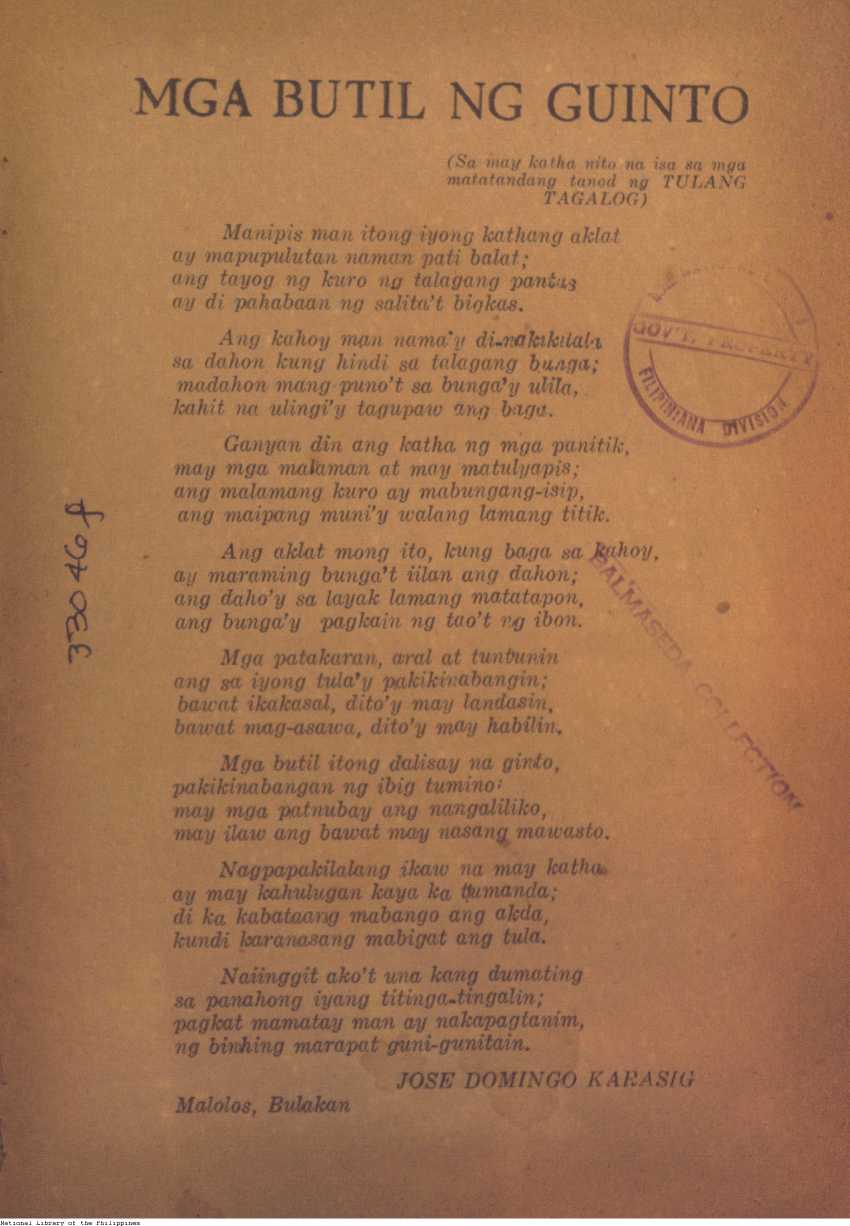 MGA BUTIL NG GUINTO
(Sa may katha nito na isa sa mga
matatandang tanod ng TULANG
TAGALOG)
Manipis man itong iyong kathang aklat
ay mapupulutan naman pati balat;
ang tayog ng kuro ng talagang pantas
ay di pahabaan ng salita't bigkas.
Ang kahoy man nama'y di-nakikilala
sa dahon kung hindi sa talagang bunga;
madahon mang puno't sa bunga'y ulila,
kahit na ulingi'y tagupaw ang baga.
Ganyan din ang katha ng mga panitik,
may mga malaman at may matulyapis;
ang malamang kuro ay mabungang-isip,
ang maipang muni'y walang lamang titik.
Ang aklat mong ito, kung baga sa kahoy,
ay maraming bunga't iilan ang dahon;
ang daho'y sa layak lamang matatapon,
ang bunga'y pagkain ng tao't ng ibon.
Mga patakaran, aral at tuntunin
ang sa iyong tula'y pakikinabangin;
bawat ikakasal, dito'y may landasin,
bawat mag-asawa, dito'y may habilin.
Mga butil itong dalisay na ginto,
pakikinabangan ng ibig tumino:
may mga patnubay ang nangaliliko,
may ilaw ang bawat may nasang mawasto.
Nagpapakilalang ikaw na may katha
ay may kahulugan kaya ka tumanda;
di ka kabataang mabango ang akda,
kundi karanasang mabigat ang tula.
Naiinggit ako't una kang dumating
sa panahong iyang titinga-tingalin;
pagkat mamatay man ay nakapagtanim,
ng binhing marapat guni-gunitain.
JOSE DOMINGO KARASIG
Malolos, Bulakan
GOV'T. PROPERTY
FILIPINIANA DIVISION
BALMASEDA COLLECTION
33046f
National Library of the Philippines